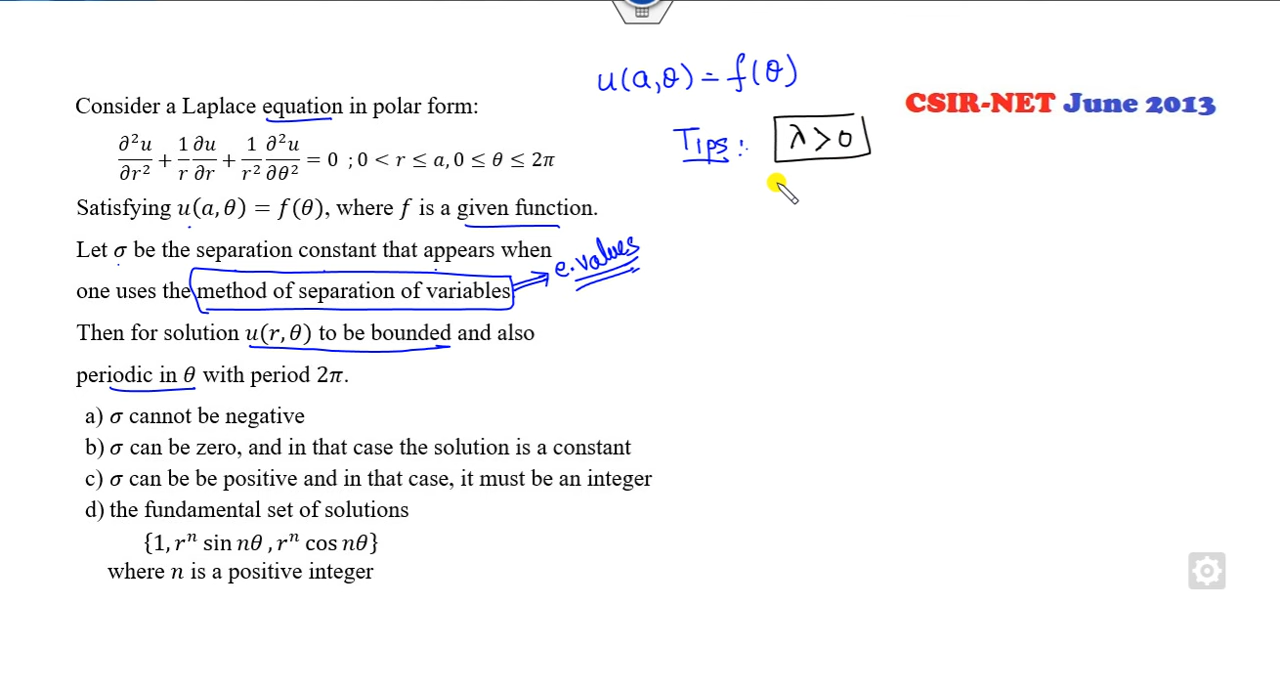 u(a,θ) = f(θ)
CSIR-NET June 2013
Consider a Laplace equation in polar form:
Tips: λ > 0
∂²u/∂r² + 1/r ∂u/∂r + 1/r² ∂²u/∂θ² = 0 ; 0 < r ≤ a, 0 ≤ θ ≤ 2π
Satisfying u(a, θ) = f(θ), where f is a given function.
Let σ be the separation constant that appears when
one uses the method of separation of variables ⇒ e.values
Then for solution u(r, θ) to be bounded and also
periodic in θ with period 2π.
a) σ cannot be negative
b) σ can be zero, and in that case the solution is a constant
c) σ can be be positive and in that case, it must be an integer
d) the fundamental set of solutions
{1, rⁿ sin nθ , rⁿ cos nθ}
where n is a positive integer